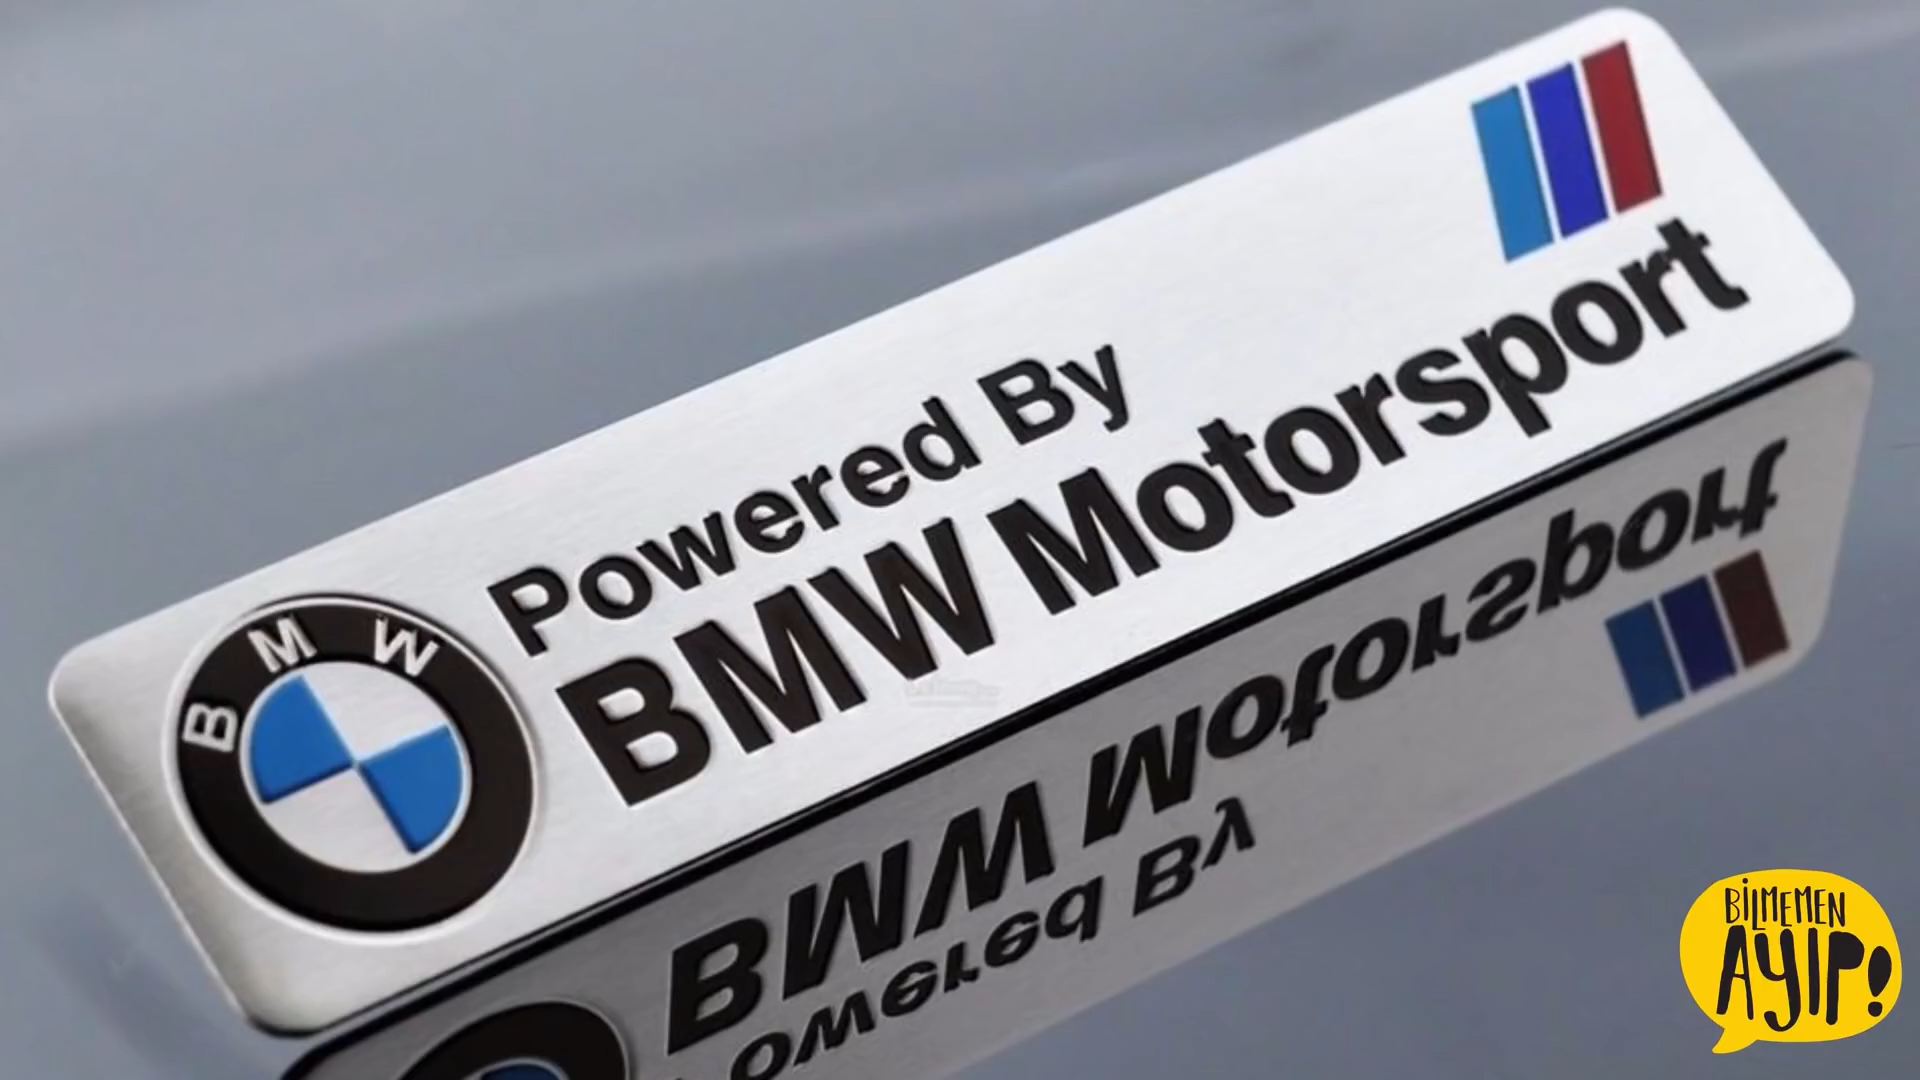 Powered By
BMW Motorsport
BMW
BİLMEMEN
AYIP!